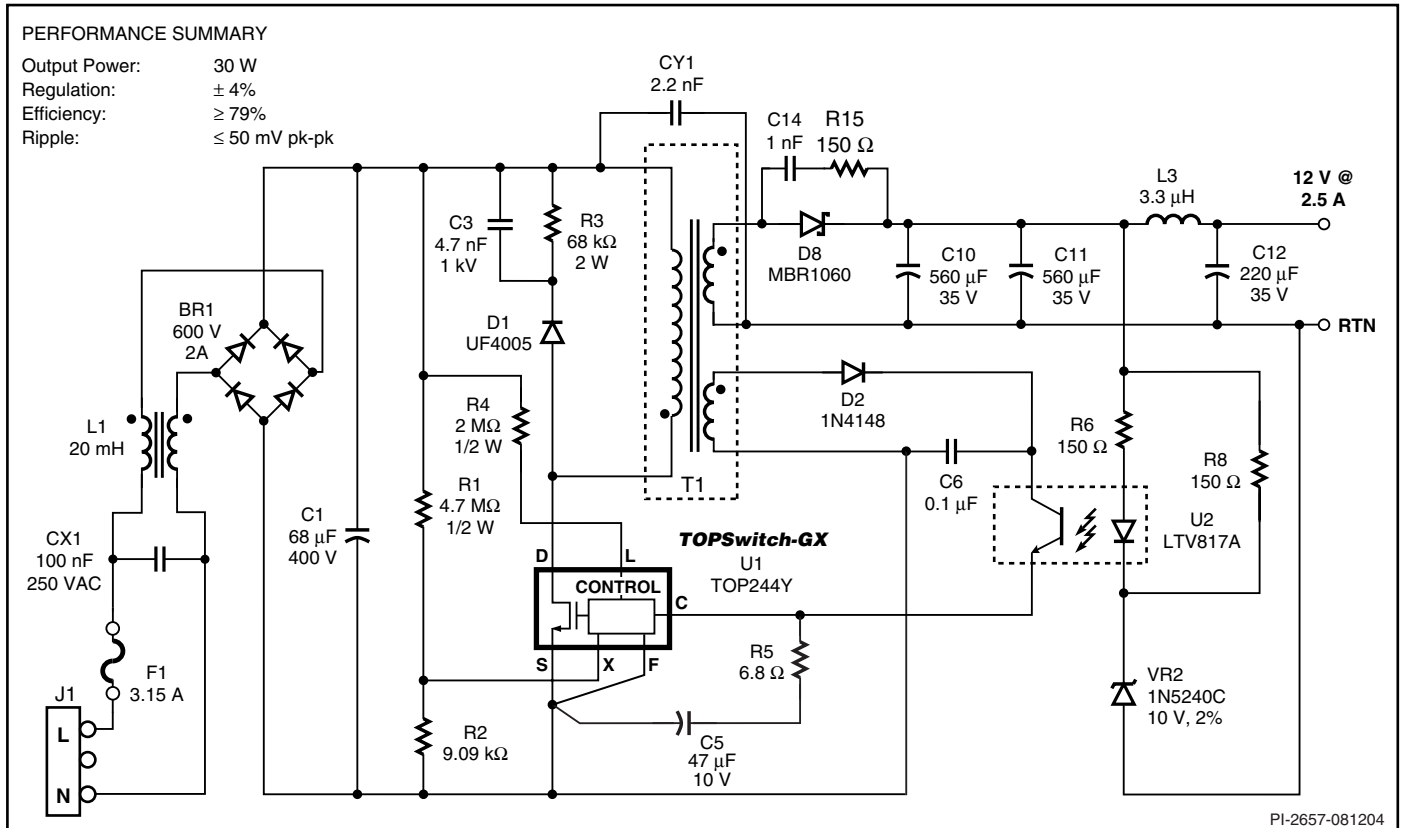 PERFORMANCE SUMMARY
Output Power: 30 W
Regulation: ± 4%
Efficiency: ≥ 79%
Ripple: ≤ 50 mV pk-pk
CY1
2.2 nF
C14
1 nF
R15
150 Ω
L3
3.3 µH
12 V @
2.5 A
C3
4.7 nF
1 kV
R3
68 kΩ
2 W
D8
MBR1060
C10
560 µF
35 V
C11
560 µF
35 V
C12
220 µF
35 V
BR1
600 V
2A
D1
UF4005
RTN
D2
1N4148
L1
20 mH
R4
2 MΩ
1/2 W
R6
150 Ω
R8
150 Ω
T1
C6
0.1 µF
R1
4.7 MΩ
1/2 W
C1
68 µF
400 V
CX1
100 nF
250 VAC
TOPSwitch-GX
U1
TOP244Y
U2
LTV817A
D
L
CONTROL
C
S
X
F
R5
6.8 Ω
F1
3.15 A
J1
L
N
VR2
1N5240C
10 V, 2%
R2
9.09 kΩ
C5
47 µF
10 V
PI-2657-081204